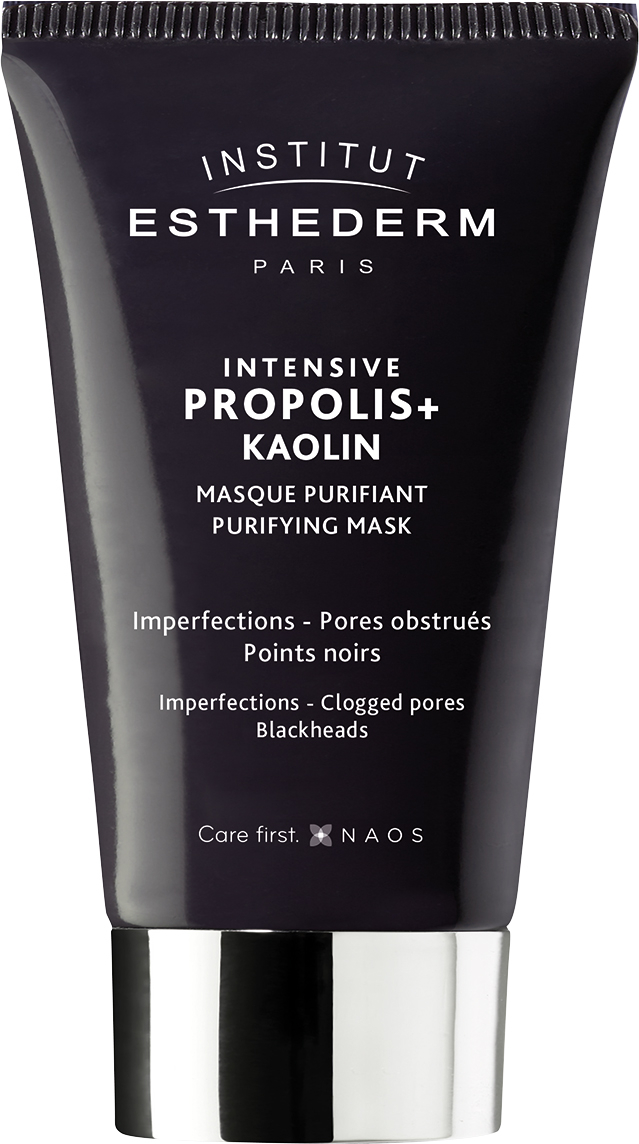 INSTITUT
ESTHEDERM
PARIS
INTENSIVE
PROPOLIS+
KAOLIN
MASQUE PURIFIANT
PURIFYING MASK
Imperfections - Pores obstrués
Points noirs
Imperfections - Clogged pores
Blackheads
Care first. NAOS